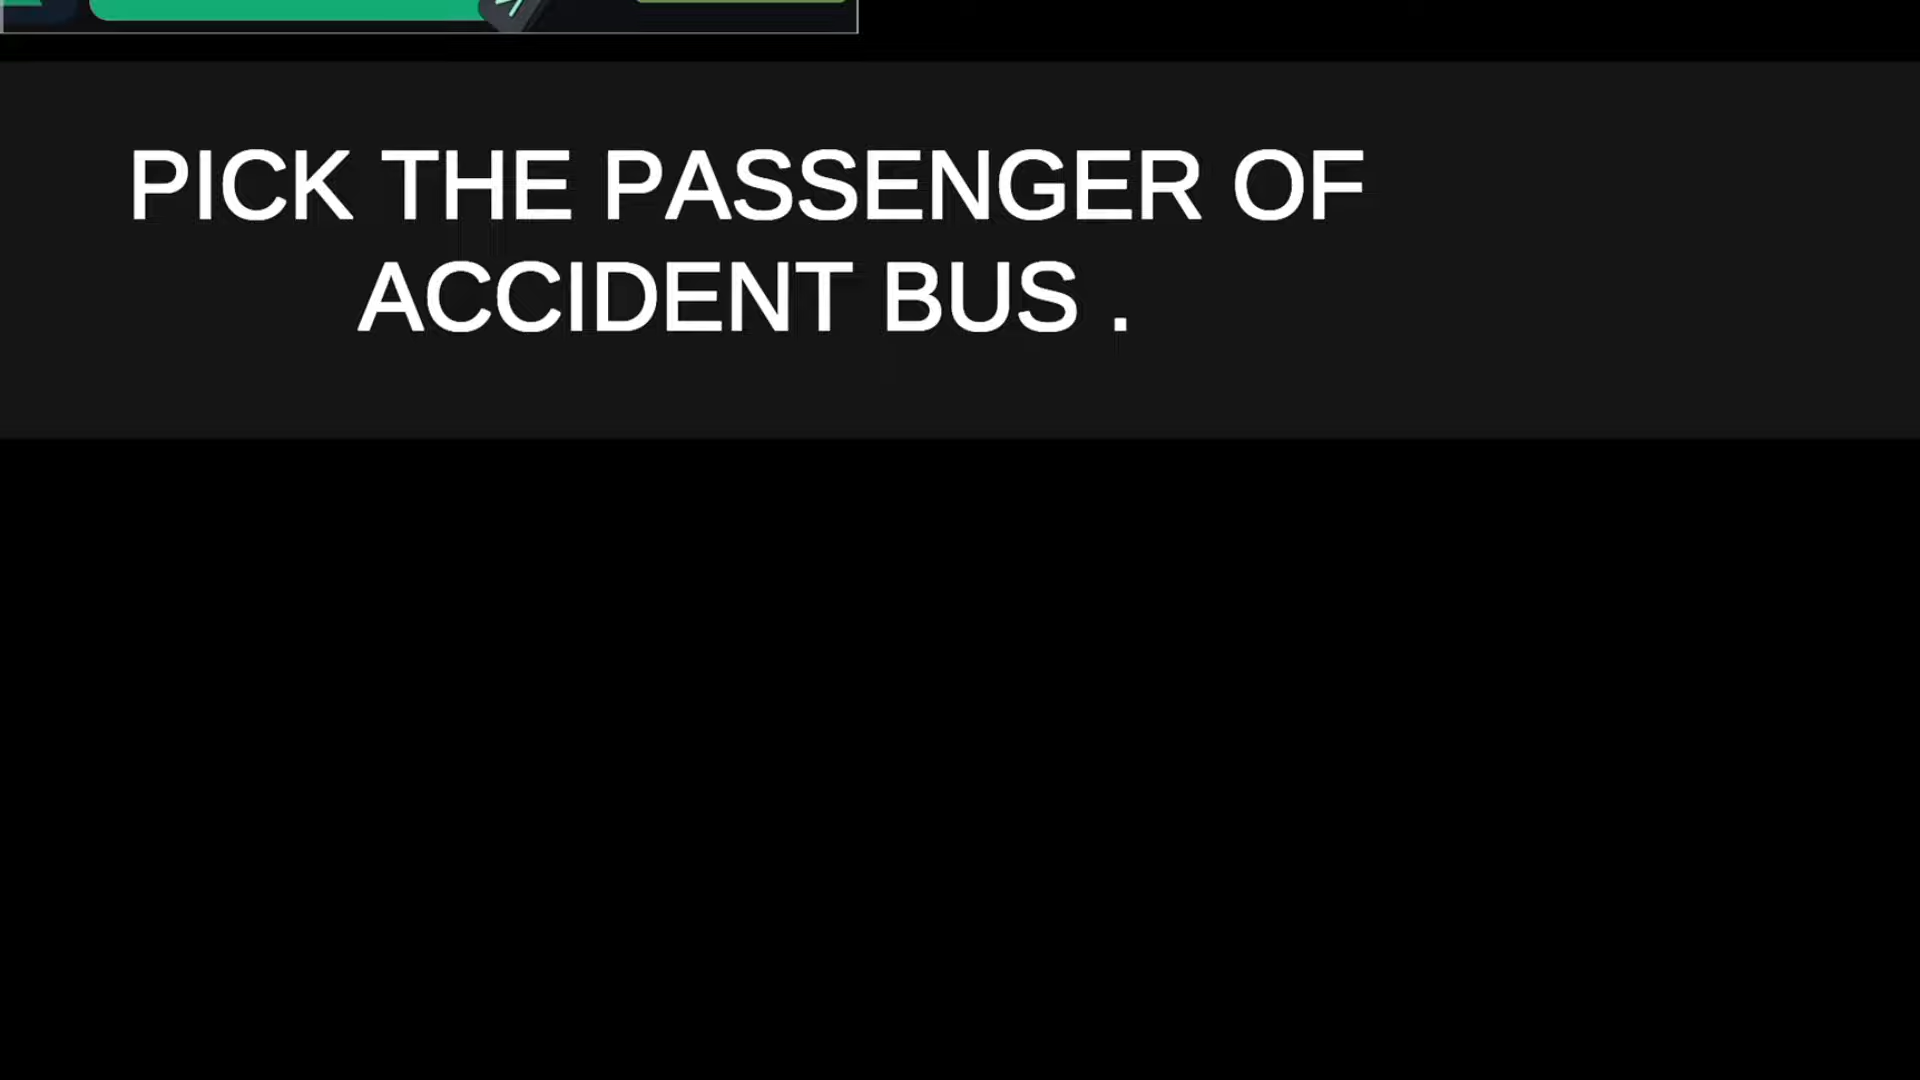 PICK THE PASSENGER OF
ACCIDENT BUS .